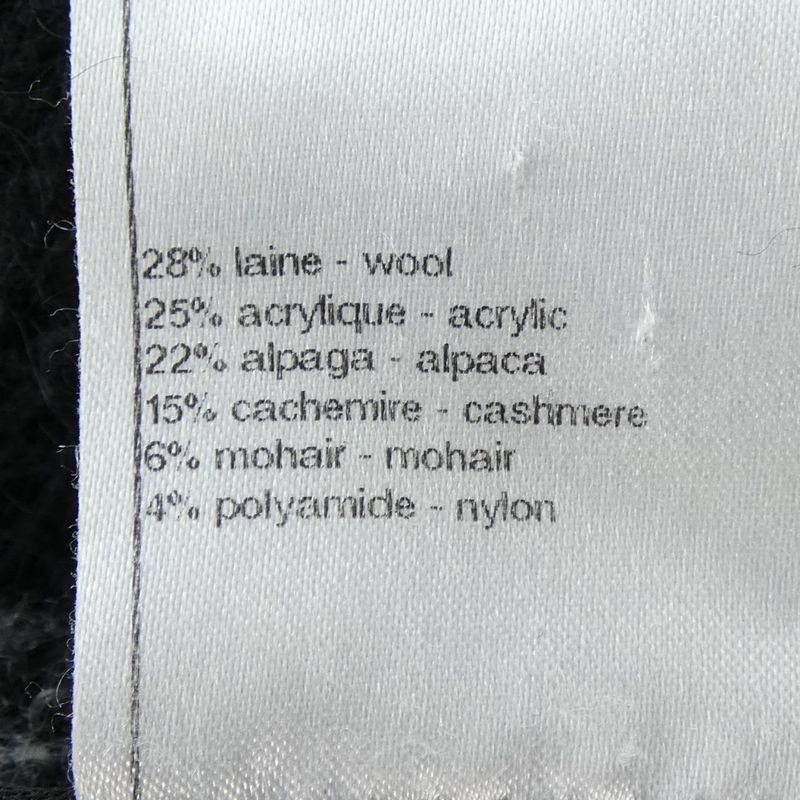 28% laine - wool
25% acrylique - acrylic
22% alpaga - alpaca
15% cachemire - cashmere
6% mohair - mohair
4% polyamide - nylon